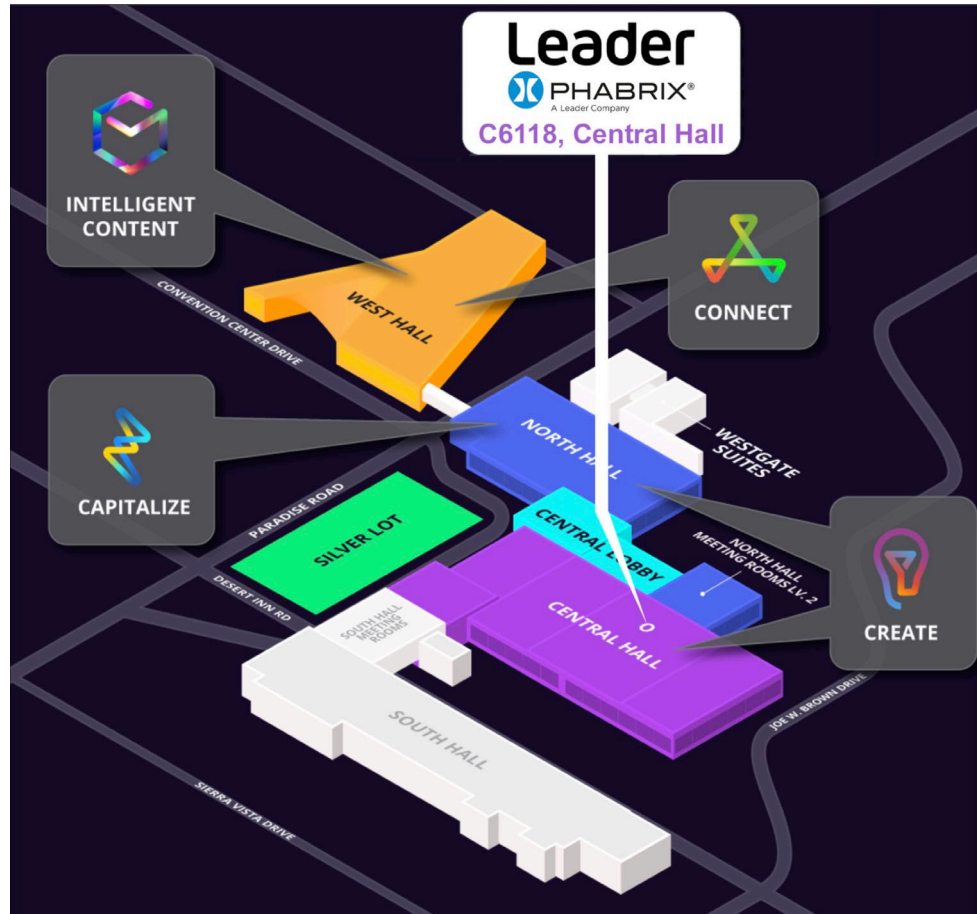 Leader
PHABRIX®
A Leader Company
C6118, Central Hall
INTELLIGENT
CONTENT
CONNECT
CONVENTION CENTER DRIVE
WEST HALL
CAPITALIZE
NORTH HALL
WESTGATE
SUITES
PARADISE ROAD
SILVER LOT
CENTRAL LOBBY
NORTH HALL
MEETING ROOMS LV. 2
DESERT INN RD
SOUTH HALL
MEETING
ROOMS
CENTRAL HALL
CREATE
JOE W. BROWN DRIVE
SOUTH HALL
SIERRA VISTA DRIVE